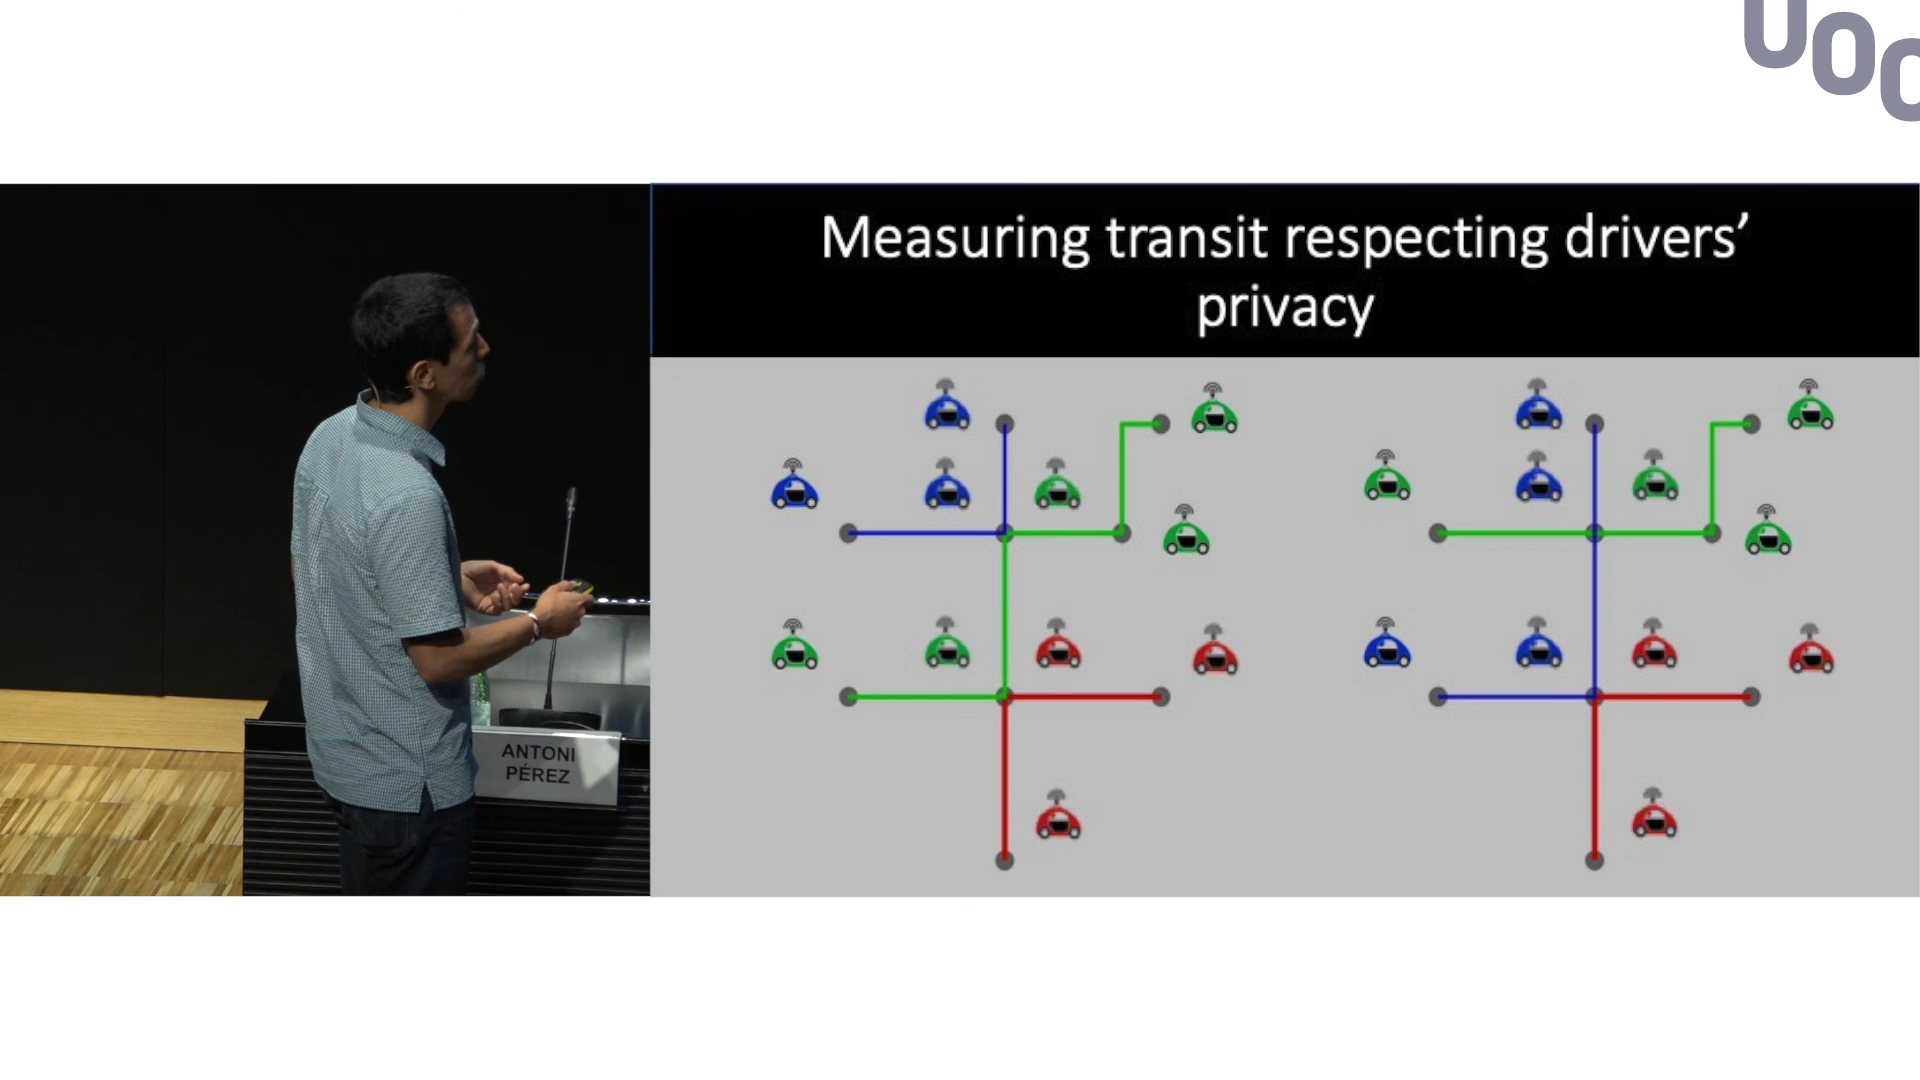 UOC
Measuring transit respecting drivers’
privacy
ANTONI
PÉREZ